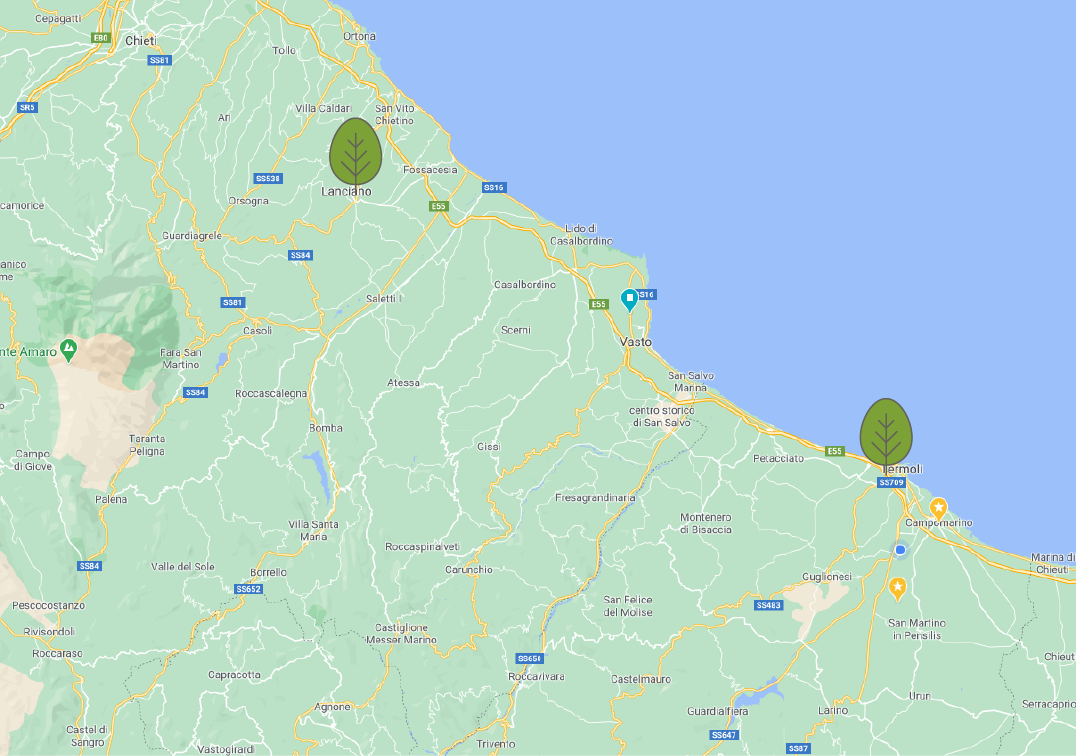 Cepagatti
E80
Chieti
Ortona
Tollo
SS81
SR5
Villa Caldari
San Vito
Chietino
Ari
SS538
Fossacesia
Lanciano
SS16
Orsogna
E55
camorice
Guardiagrele
Lido di
Casalbordino
SS84
anico
me
Casalbordino
SS16
Saletti
E55
SS81
Casoli
Scerni
Vasto
nte Amaro
Fara San
Martino
San Salvo
Marina
Atessa
SS84
Roccascalegna
centro storico
di San Salvo
Bomba
Taranta
Peligna
Gissi
E55
Campo
di Giove
Petacciato
Termoli
SS709
Palena
Fresagrandinaria
Villa Santa
Maria
Montenero
di Bisaccia
Campomarino
Roccaspinalveti
Marina di
Chieuti
SS84
Valle del Sole
Borrello
Carunchio
Guglionesi
SS652
Pescocostanzo
San Felice
del Molise
SS483
Rivisondoli
Castiglione
Messer Marino
San Martino
in Pensilis
Roccaraso
SS650
Chieut
Capracotta
Roccavivara
Castelmauro
Ururi
Agnone
Guardialfiera
Larino
Serracaprio
Castel di
Sangro
SS647
Vastogirardi
Trivento
SS87